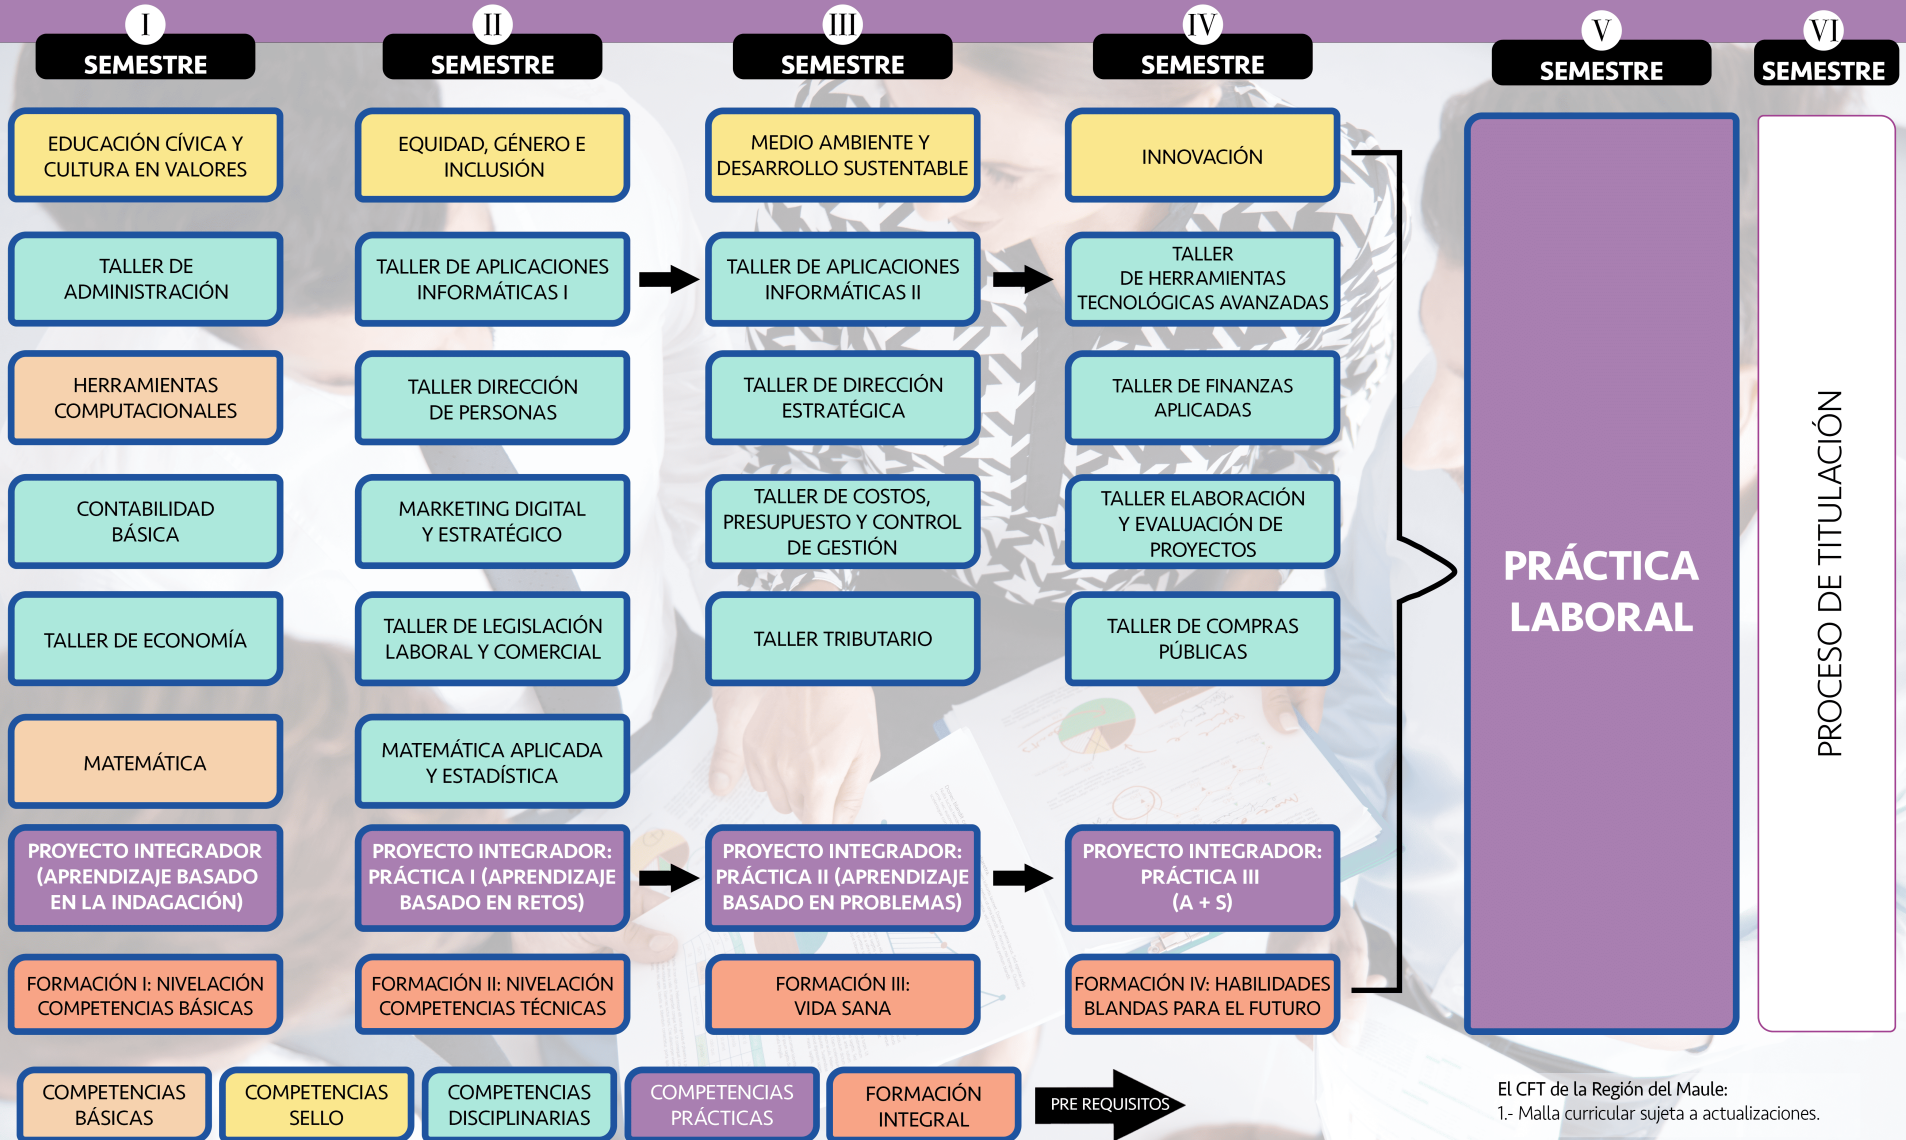 I
SEMESTRE
II
SEMESTRE
III
SEMESTRE
IV
SEMESTRE
V
SEMESTRE
VI
SEMESTRE
EDUCACIÓN CÍVICA Y
CULTURA EN VALORES
EQUIDAD, GÉNERO E
INCLUSIÓN
MEDIO AMBIENTE Y
DESARROLLO SUSTENTABLE
INNOVACIÓN
TALLER DE
ADMINISTRACIÓN
TALLER DE APLICACIONES
INFORMÁTICAS I
TALLER DE APLICACIONES
INFORMÁTICAS II
TALLER
DE HERRAMIENTAS
TECNOLÓGICAS AVANZADAS
HERRAMIENTAS
COMPUTACIONALES
TALLER DIRECCIÓN
DE PERSONAS
TALLER DE DIRECCIÓN
ESTRATÉGICA
TALLER DE FINANZAS
APLICADAS
CONTABILIDAD
BÁSICA
MARKETING DIGITAL
Y ESTRATÉGICO
TALLER DE COSTOS,
PRESUPUESTO Y CONTROL
DE GESTIÓN
TALLER ELABORACIÓN
Y EVALUACIÓN DE
PROYECTOS
TALLER DE ECONOMÍA
TALLER DE LEGISLACIÓN
LABORAL Y COMERCIAL
TALLER TRIBUTARIO
TALLER DE COMPRAS
PÚBLICAS
MATEMÁTICA
MATEMÁTICA APLICADA
Y ESTADÍSTICA
PROYECTO INTEGRADOR
(APRENDIZAJE BASADO
EN LA INDAGACIÓN)
PROYECTO INTEGRADOR:
PRÁCTICA I (APRENDIZAJE
BASADO EN RETOS)
PROYECTO INTEGRADOR:
PRÁCTICA II (APRENDIZAJE
BASADO EN PROBLEMAS)
PROYECTO INTEGRADOR:
PRÁCTICA III
(A + S)
FORMACIÓN I: NIVELACIÓN
COMPETENCIAS BÁSICAS
FORMACIÓN II: NIVELACIÓN
COMPETENCIAS TÉCNICAS
FORMACIÓN III:
VIDA SANA
FORMACIÓN IV: HABILIDADES
BLANDAS PARA EL FUTURO
PRÁCTICA
LABORAL
PROCESO DE TITULACIÓN
COMPETENCIAS
BÁSICAS
COMPETENCIAS
SELLO
COMPETENCIAS
DISCIPLINARIAS
COMPETENCIAS
PRÁCTICAS
FORMACIÓN
INTEGRAL
PRE REQUISITOS
El CFT de la Región del Maule:
1.- Malla curricular sujeta a actualizaciones.